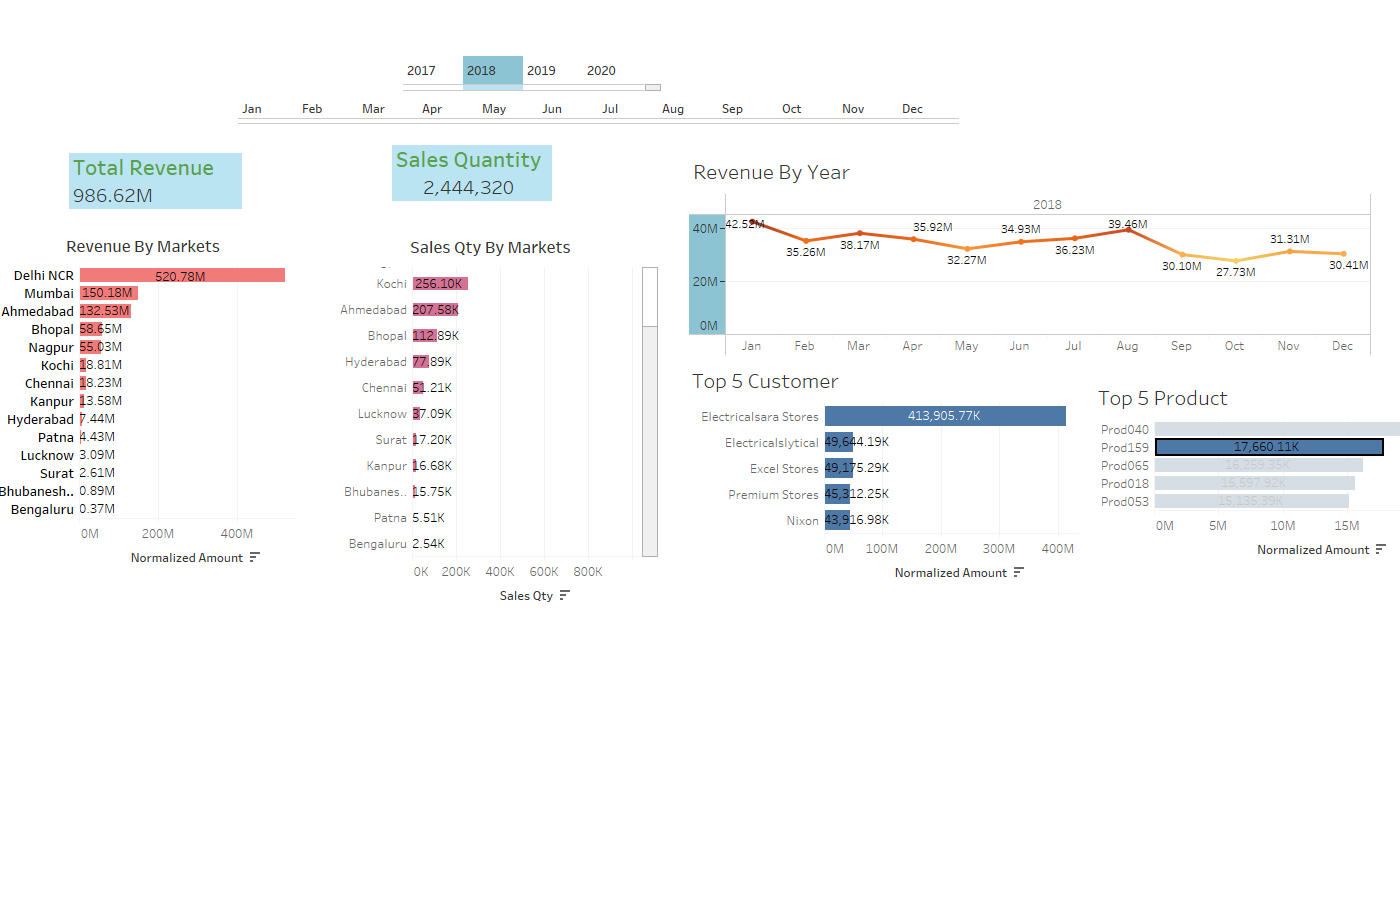 2017 2018 2019 2020
Jan Feb Mar Apr May Jun Jul Aug Sep Oct Nov Dec
Total Revenue
986.62M
Sales Quantity
2,444,320
Revenue By Markets
Delhi NCR 520.78M
Mumbai 150.18M
Ahmedabad 132.53M
Bhopal 58.65M
Nagpur 55.03M
Kochi 18.81M
Chennai 18.23M
Kanpur 13.58M
Hyderabad 7.44M
Patna 4.43M
Lucknow 3.09M
Surat 2.61M
Bhubanesh.. 0.89M
Bengaluru 0.37M
0M 200M 400M
Normalized Amount
Sales Qty By Markets
Kochi 256.10K
Ahmedabad 207.58K
Bhopal 112.89K
Hyderabad 77.89K
Chennai 51.21K
Lucknow 37.09K
Surat 17.20K
Kanpur 16.68K
Bhubanes.. 15.75K
Patna 5.51K
Bengaluru 2.54K
0K 200K 400K 600K 800K
Sales Qty
Revenue By Year
2018
40M
20M
0M
42.52M 35.26M 38.17M 35.92M 32.27M 34.93M 36.23M 39.46M 30.10M 27.73M 31.31M 30.41M
Jan Feb Mar Apr May Jun Jul Aug Sep Oct Nov Dec
Top 5 Customer
Electricalsara Stores 413,905.77K
Electricalslytical 49,644.19K
Excel Stores 49,175.29K
Premium Stores 45,312.25K
Nixon 43,916.98K
0M 100M 200M 300M 400M
Normalized Amount
Top 5 Product
Prod040
Prod159 17,660.11K
Prod065 16,259.35K
Prod018 15,597.92K
Prod053 15,135.39K
0M 5M 10M 15M
Normalized Amount